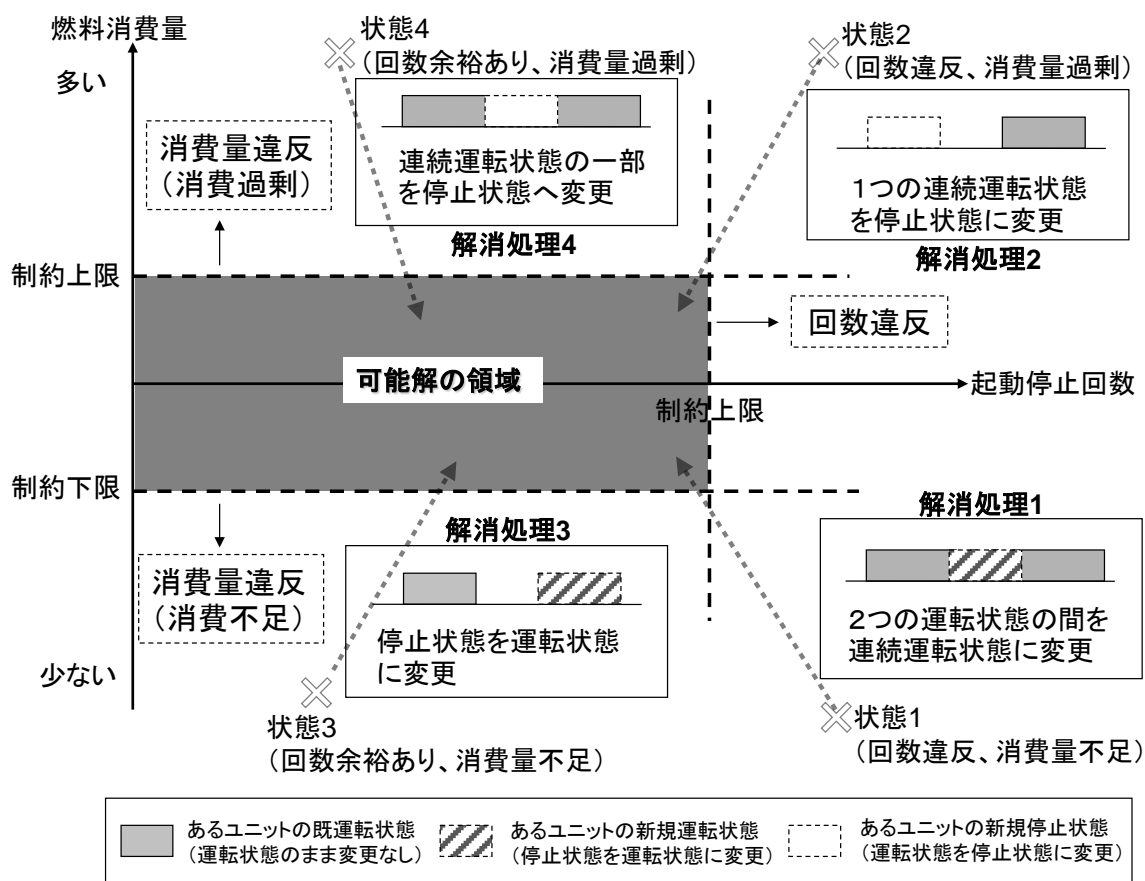 燃料消費量
多い
状態4
(回数余裕あり、消費量過剰)
状態2
(回数違反、消費量過剰)
消費量違反
(消費過剰)
連続運転状態の一部
を停止状態へ変更
解消処理4
1つの連続運転状態
を停止状態に変更
解消処理2
制約上限
回数違反
可能解の領域
起動停止回数
制約上限
制約下限
解消処理3
解消処理1
消費量違反
(消費不足)
停止状態を運転状態
に変更
2つの運転状態の間を
連続運転状態に変更
少ない
状態3
(回数余裕あり、消費量不足)
状態1
(回数違反、消費量不足)
あるユニットの既運転状態
(運転状態のまま変更なし)
あるユニットの新規運転状態
(停止状態を運転状態に変更)
あるユニットの新規停止状態
(運転状態を停止状態に変更)